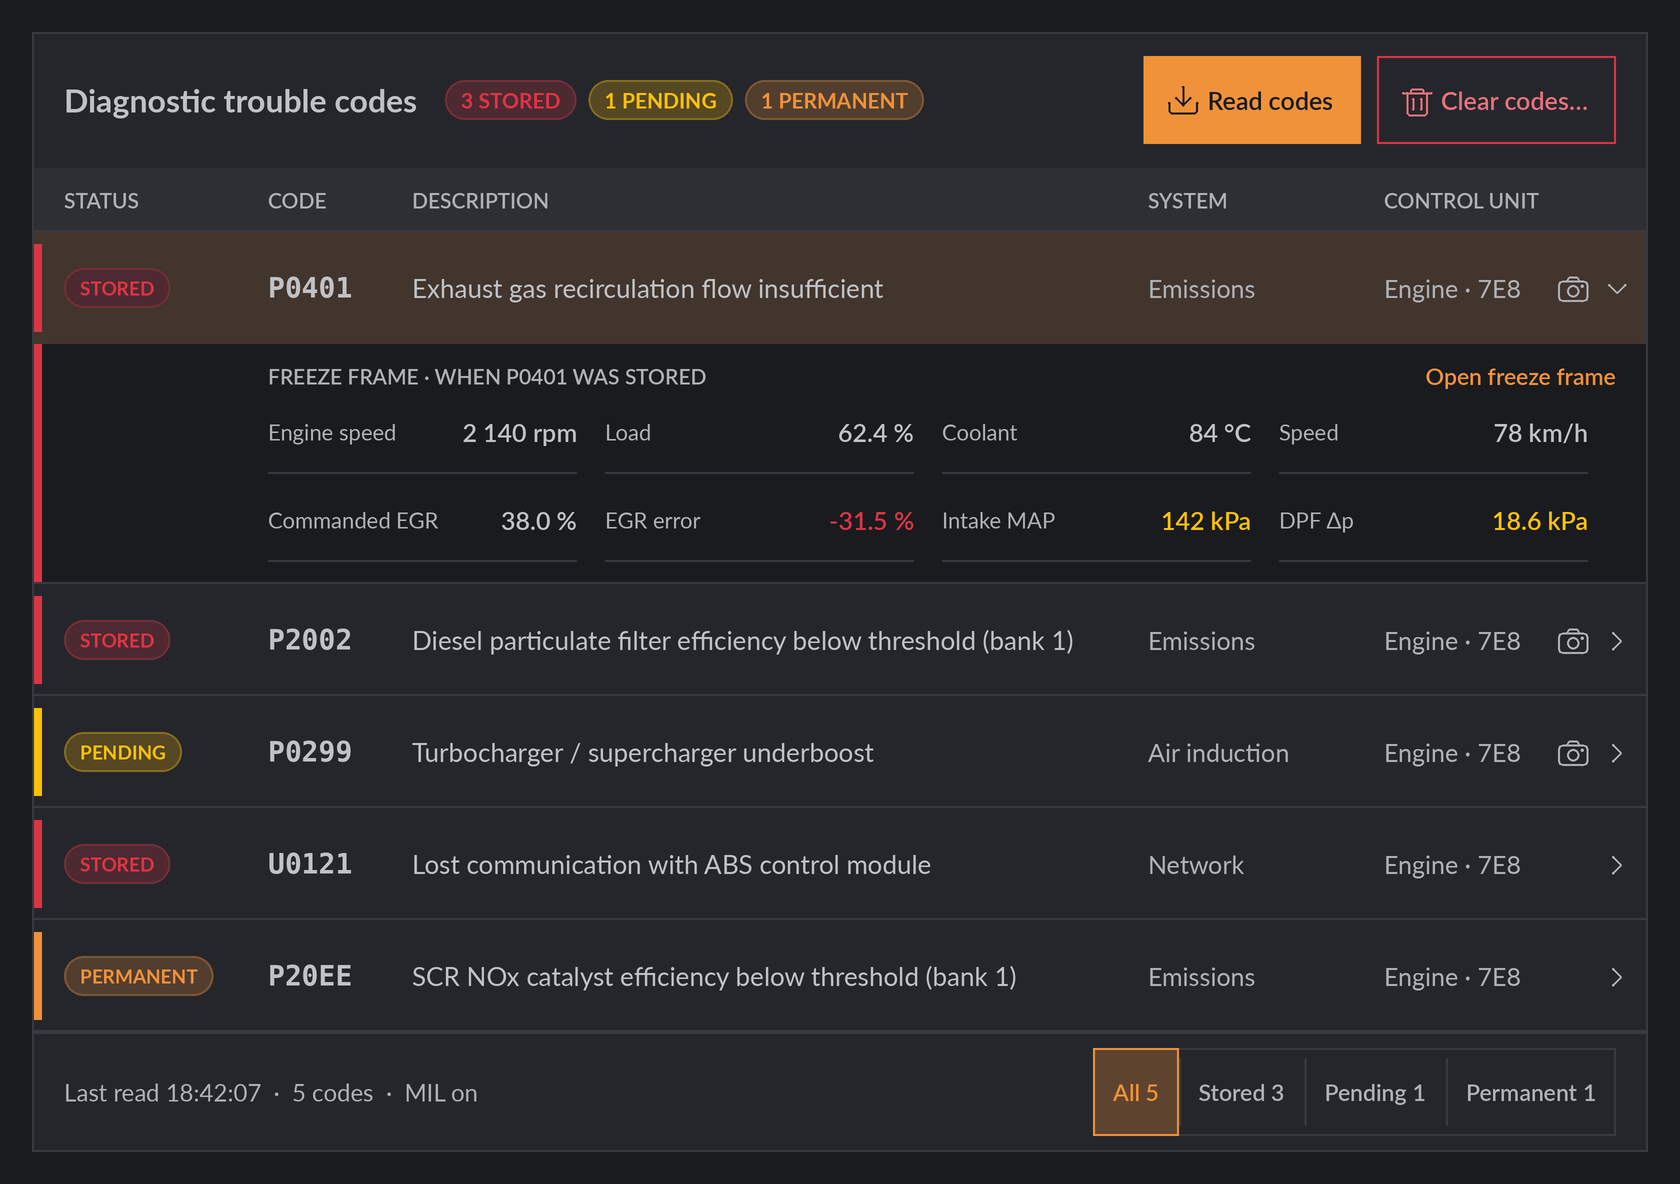 Diagnostic trouble codes 3 STORED 1 PENDING 1 PERMANENT Read codes Clear codes...
STATUS CODE DESCRIPTION SYSTEM CONTROL UNIT
STORED P0401 Exhaust gas recirculation flow insufficient Emissions Engine · 7E8
FREEZE FRAME · WHEN P0401 WAS STORED Open freeze frame
Engine speed 2 140 rpm Load 62.4 % Coolant 84 °C Speed 78 km/h
Commanded EGR 38.0 % EGR error -31.5 % Intake MAP 142 kPa DPF Δp 18.6 kPa
STORED P2002 Diesel particulate filter efficiency below threshold (bank 1) Emissions Engine · 7E8
PENDING P0299 Turbocharger / supercharger underboost Air induction Engine · 7E8
STORED U0121 Lost communication with ABS control module Network Engine · 7E8
PERMANENT P20EE SCR NOx catalyst efficiency below threshold (bank 1) Emissions Engine · 7E8
Last read 18:42:07 · 5 codes · MIL on All 5 Stored 3 Pending 1 Permanent 1